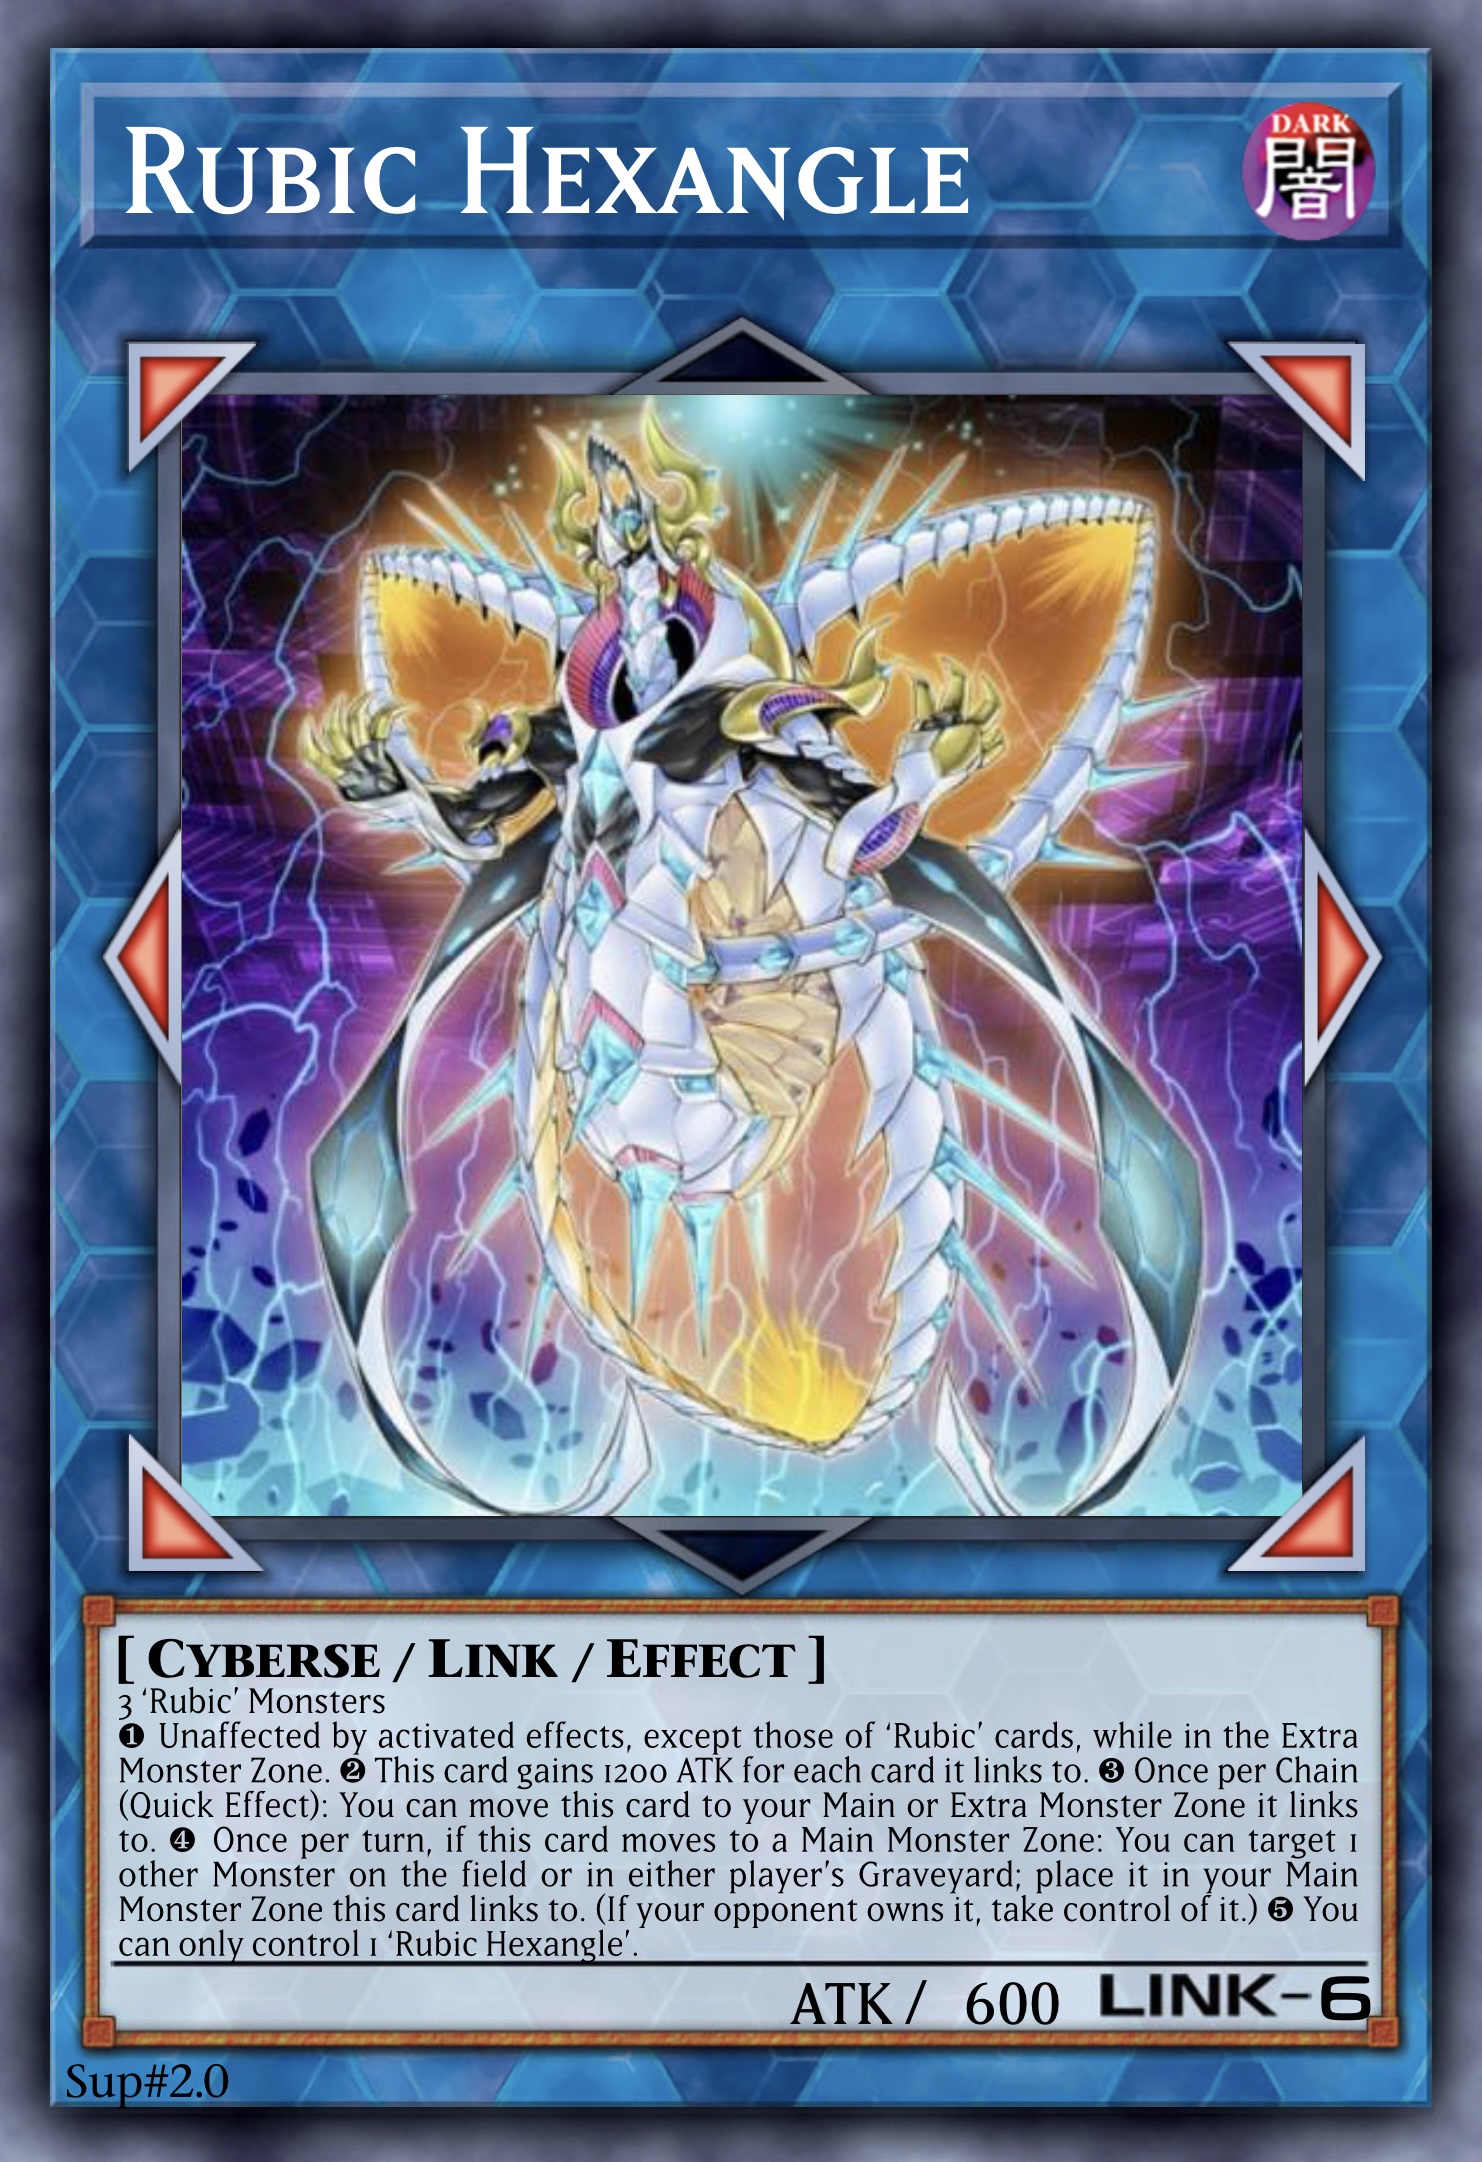 Rubic Hexangle
DARK
闇
[ Cyberse / Link / Effect ]
3 ‘Rubic’ Monsters
❶ Unaffected by activated effects, except those of ‘Rubic’ cards, while in the Extra
Monster Zone. ❷ This card gains 1200 ATK for each card it links to. ❸ Once per Chain
(Quick Effect): You can move this card to your Main or Extra Monster Zone it links
to. ❹ Once per turn, if this card moves to a Main Monster Zone: You can target 1
other Monster on the field or in either player’s Graveyard; place it in your Main
Monster Zone this card links to. (If your opponent owns it, take control of it.) ❺ You
can only control 1 ‘Rubic Hexangle’.
ATK / 600 LINK-6
Sup#2.0